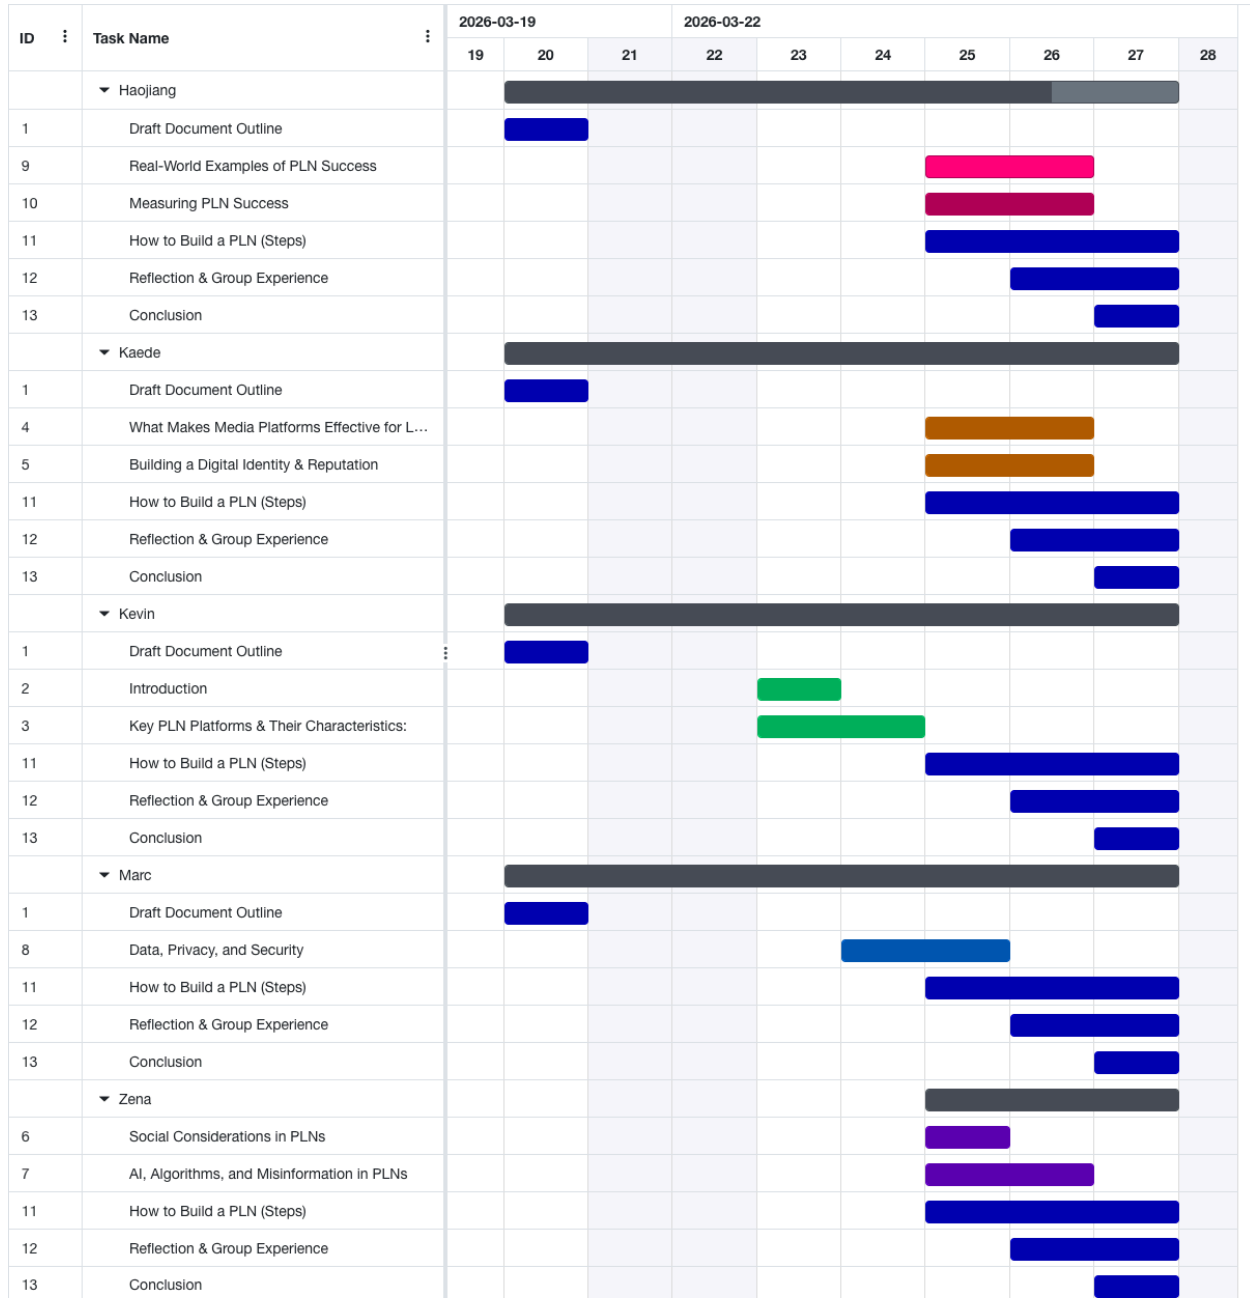 ID Task Name 2026-03-19 2026-03-22
19 20 21 22 23 24 25 26 27 28
Haojiang
1 Draft Document Outline
9 Real-World Examples of PLN Success
10 Measuring PLN Success
11 How to Build a PLN (Steps)
12 Reflection & Group Experience
13 Conclusion
Kaede
1 Draft Document Outline
4 What Makes Media Platforms Effective for L...
5 Building a Digital Identity & Reputation
11 How to Build a PLN (Steps)
12 Reflection & Group Experience
13 Conclusion
Kevin
1 Draft Document Outline
2 Introduction
3 Key PLN Platforms & Their Characteristics:
11 How to Build a PLN (Steps)
12 Reflection & Group Experience
13 Conclusion
Marc
1 Draft Document Outline
8 Data, Privacy, and Security
11 How to Build a PLN (Steps)
12 Reflection & Group Experience
13 Conclusion
Zena
6 Social Considerations in PLNs
7 AI, Algorithms, and Misinformation in PLNs
11 How to Build a PLN (Steps)
12 Reflection & Group Experience
13 Conclusion